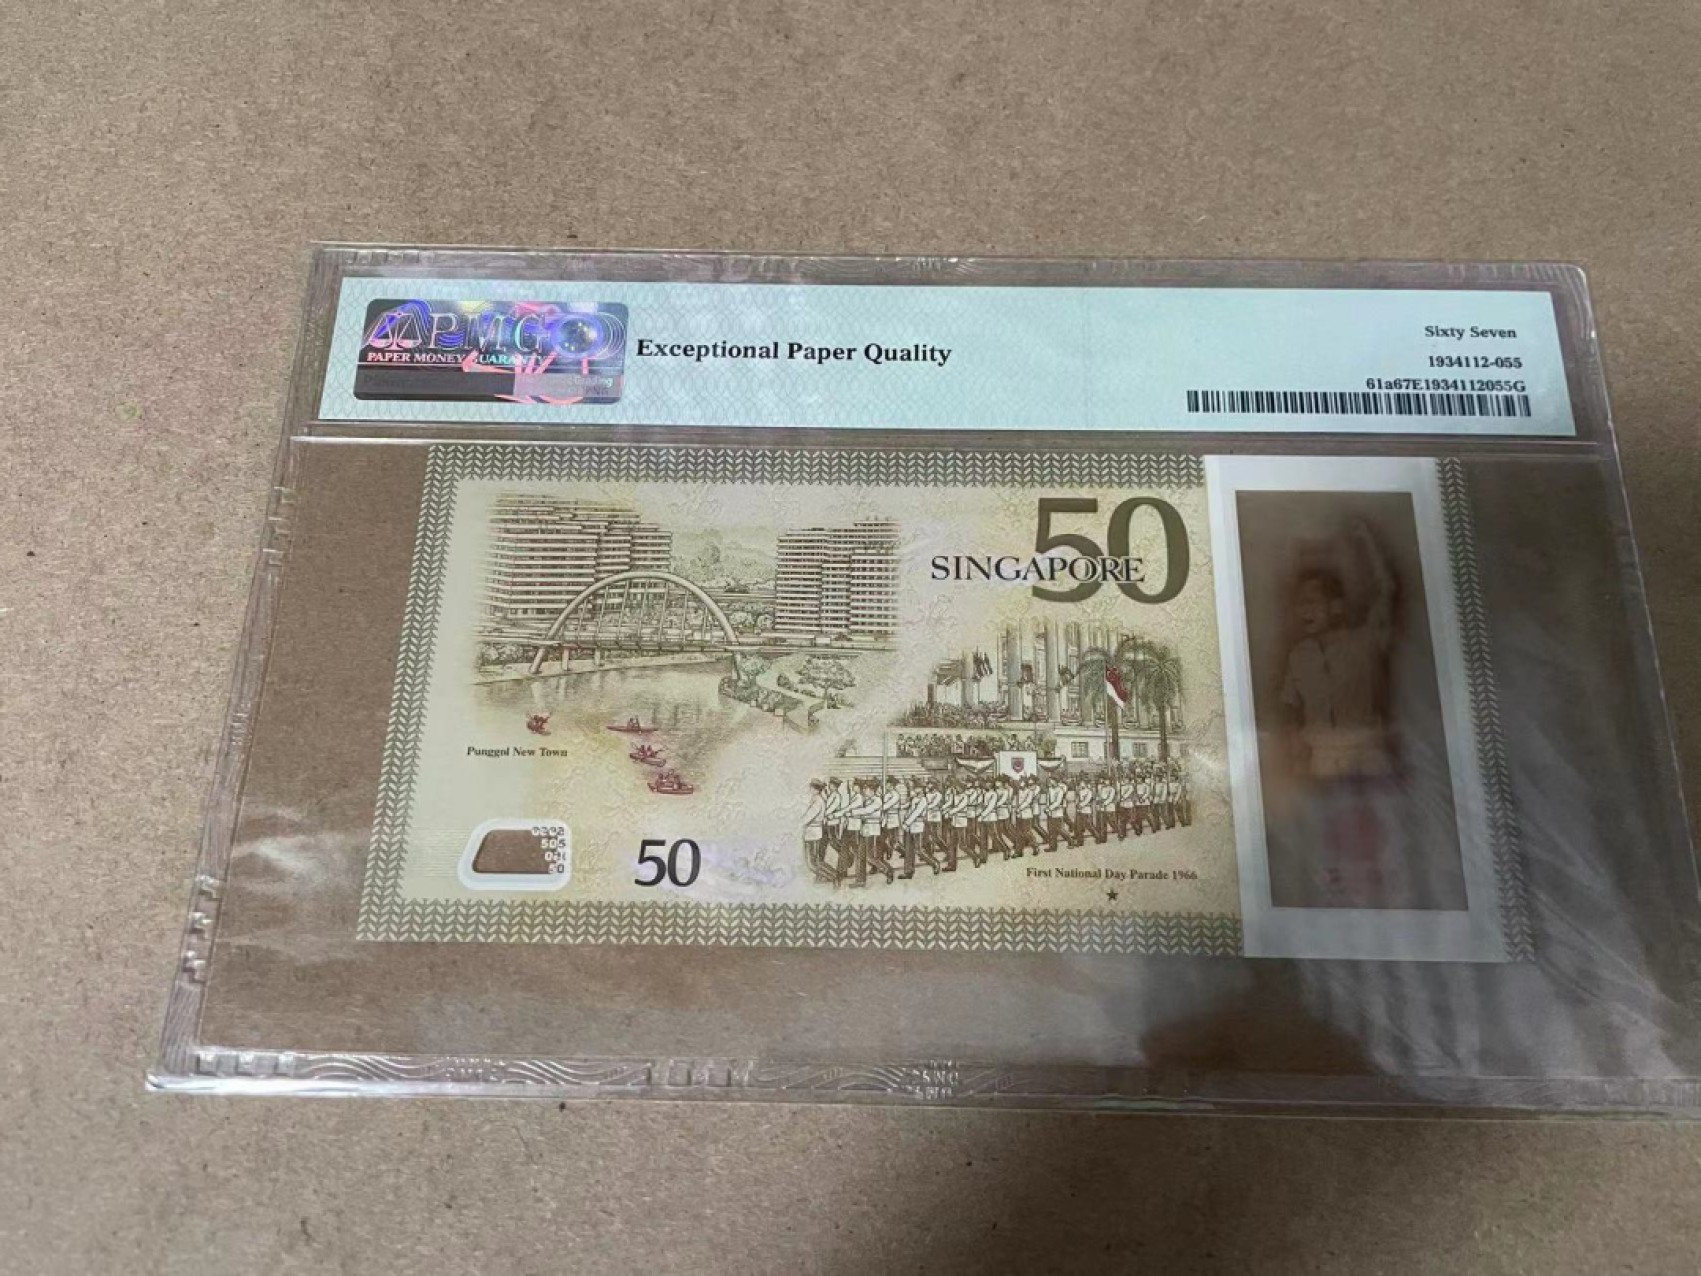 PMG
PAPER MONEY GUARANTY
Exceptional Paper Quality
Sixty Seven
1934112-055
61a67E1934112055G
50
SINGAPORE
Punggol New Town
50
First National Day Parade 1966